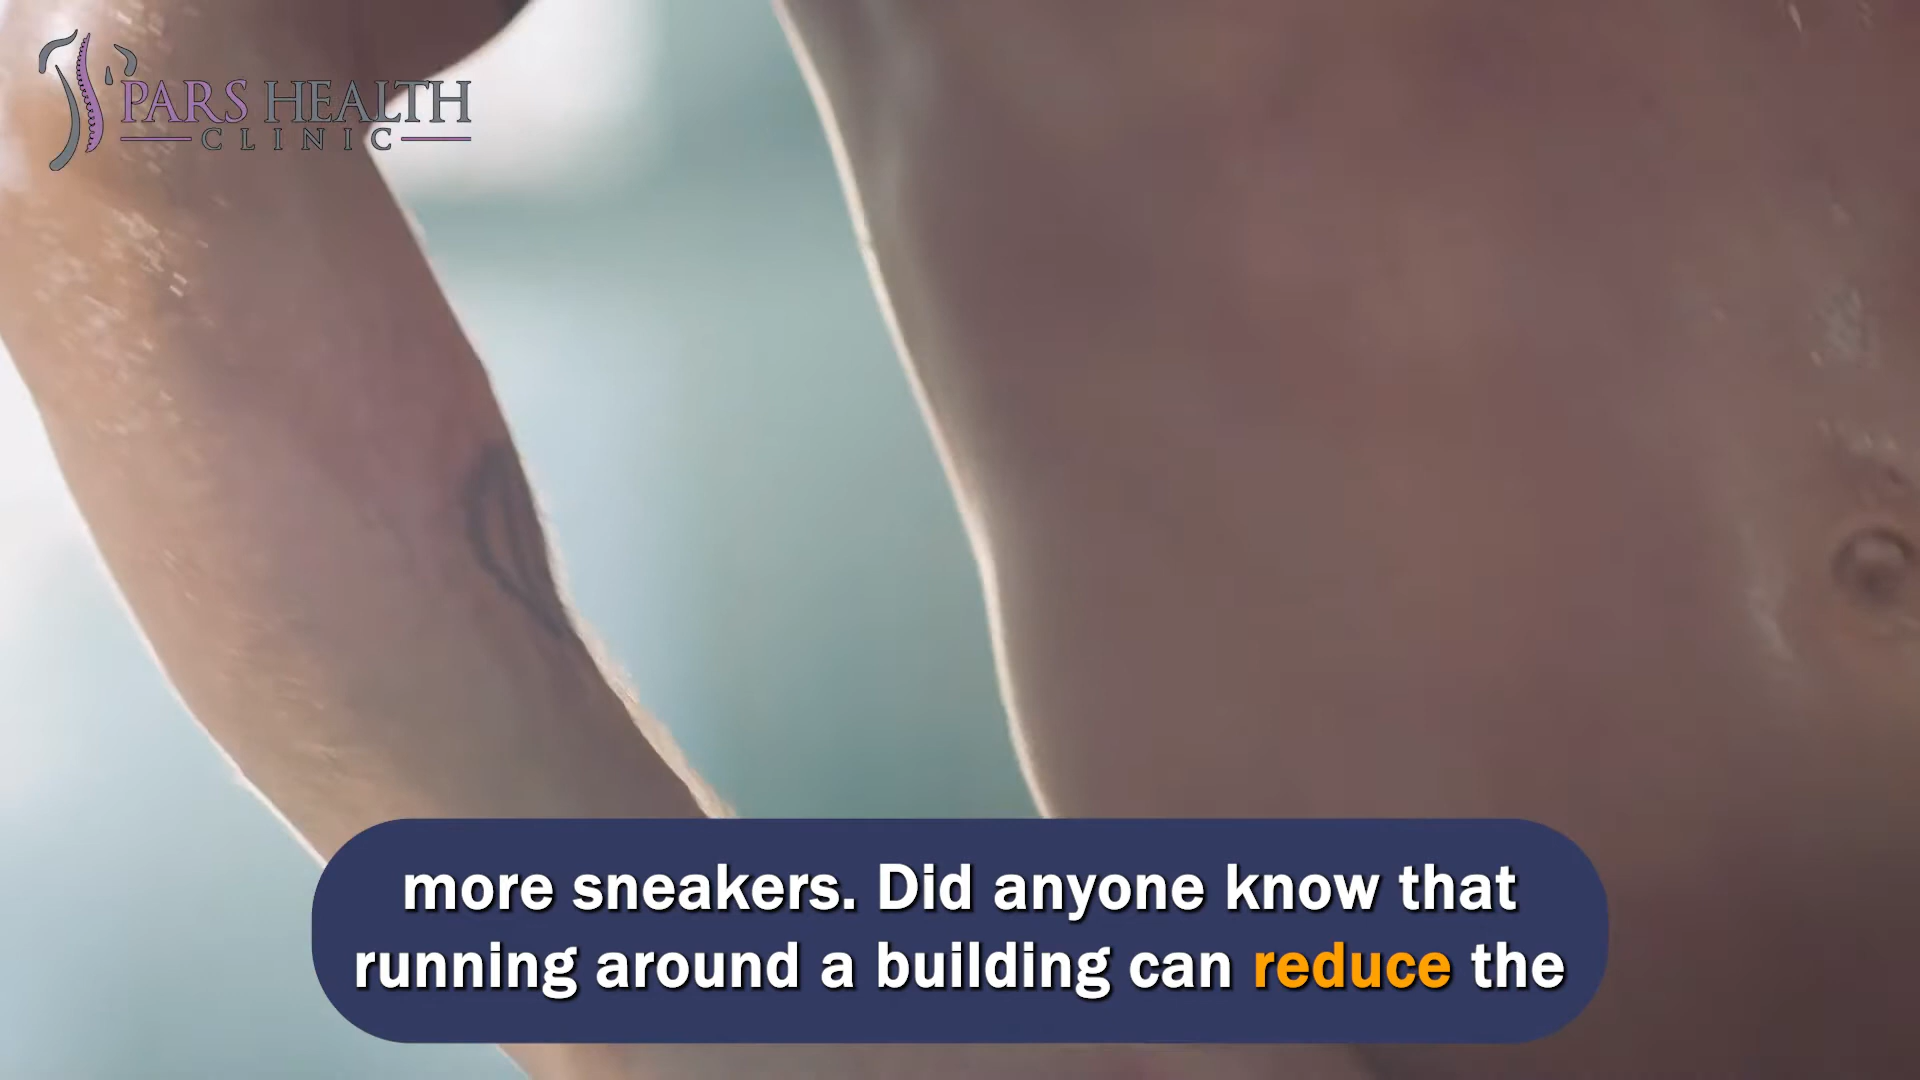 PARS HEALTH
CLINIC
more sneakers. Did anyone know that
running around a building can reduce the